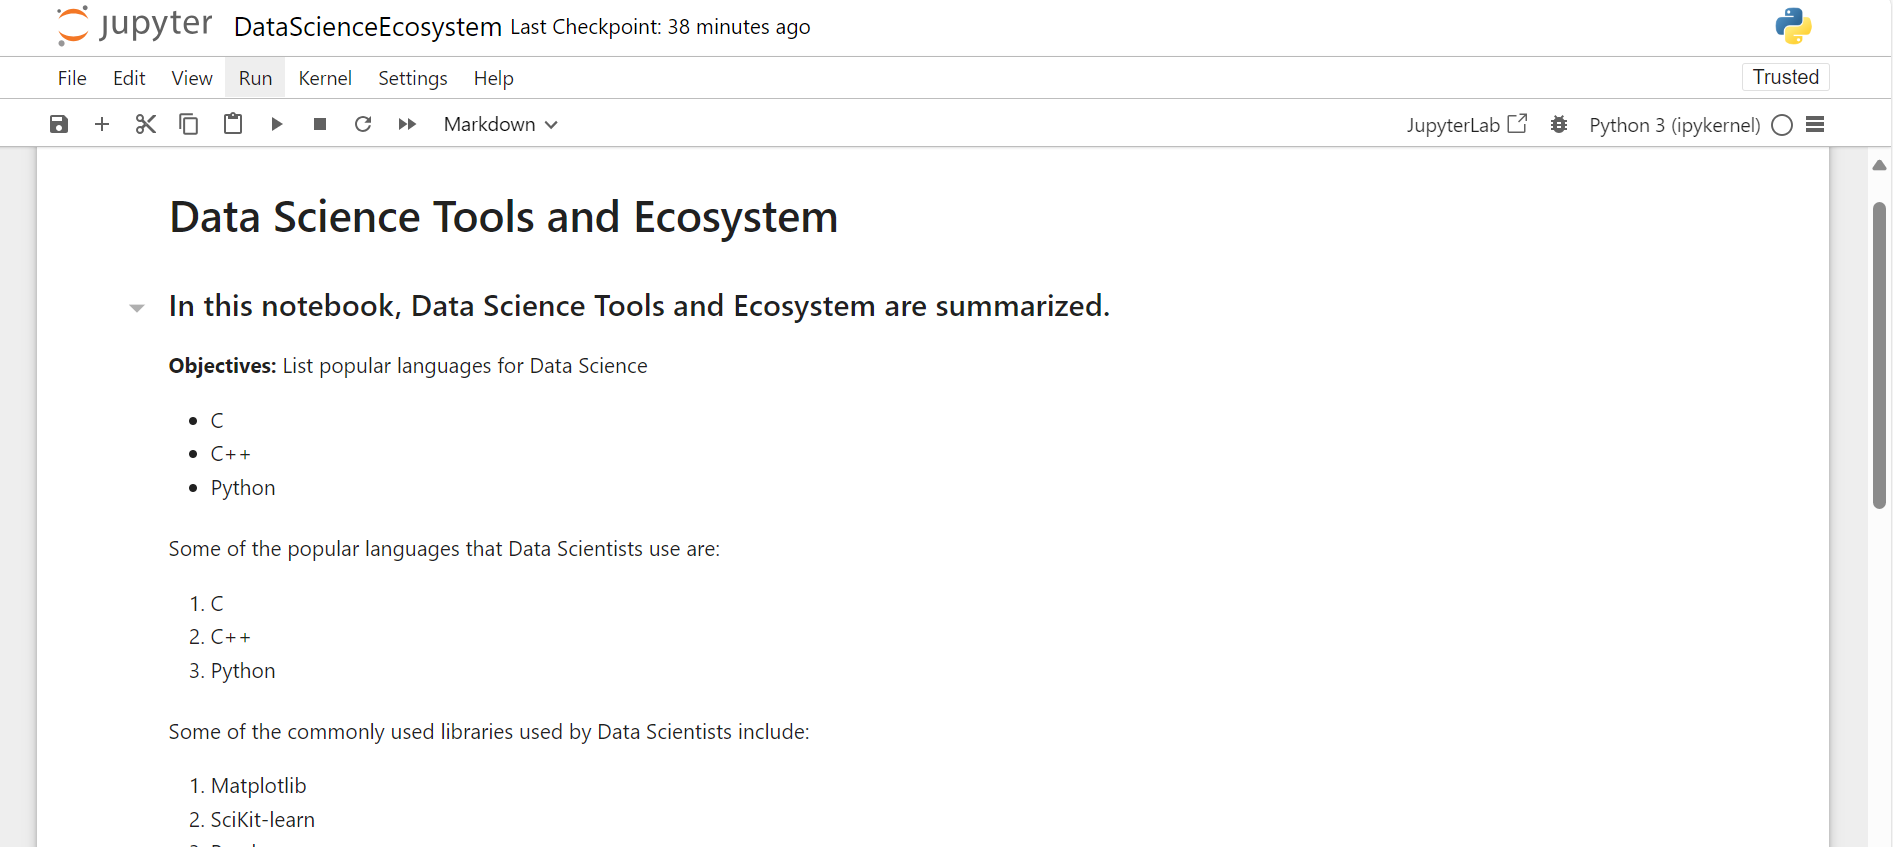 jupyter DataScienceEcosystem Last Checkpoint: 38 minutes ago
File Edit View Run Kernel Settings Help Trusted
Markdown JupyterLab Python 3 (ipykernel)
Data Science Tools and Ecosystem
In this notebook, Data Science Tools and Ecosystem are summarized.
Objectives: List popular languages for Data Science
• C
• C++
• Python
Some of the popular languages that Data Scientists use are:
1. C
2. C++
3. Python
Some of the commonly used libraries used by Data Scientists include:
1. Matplotlib
2. SciKit-learn